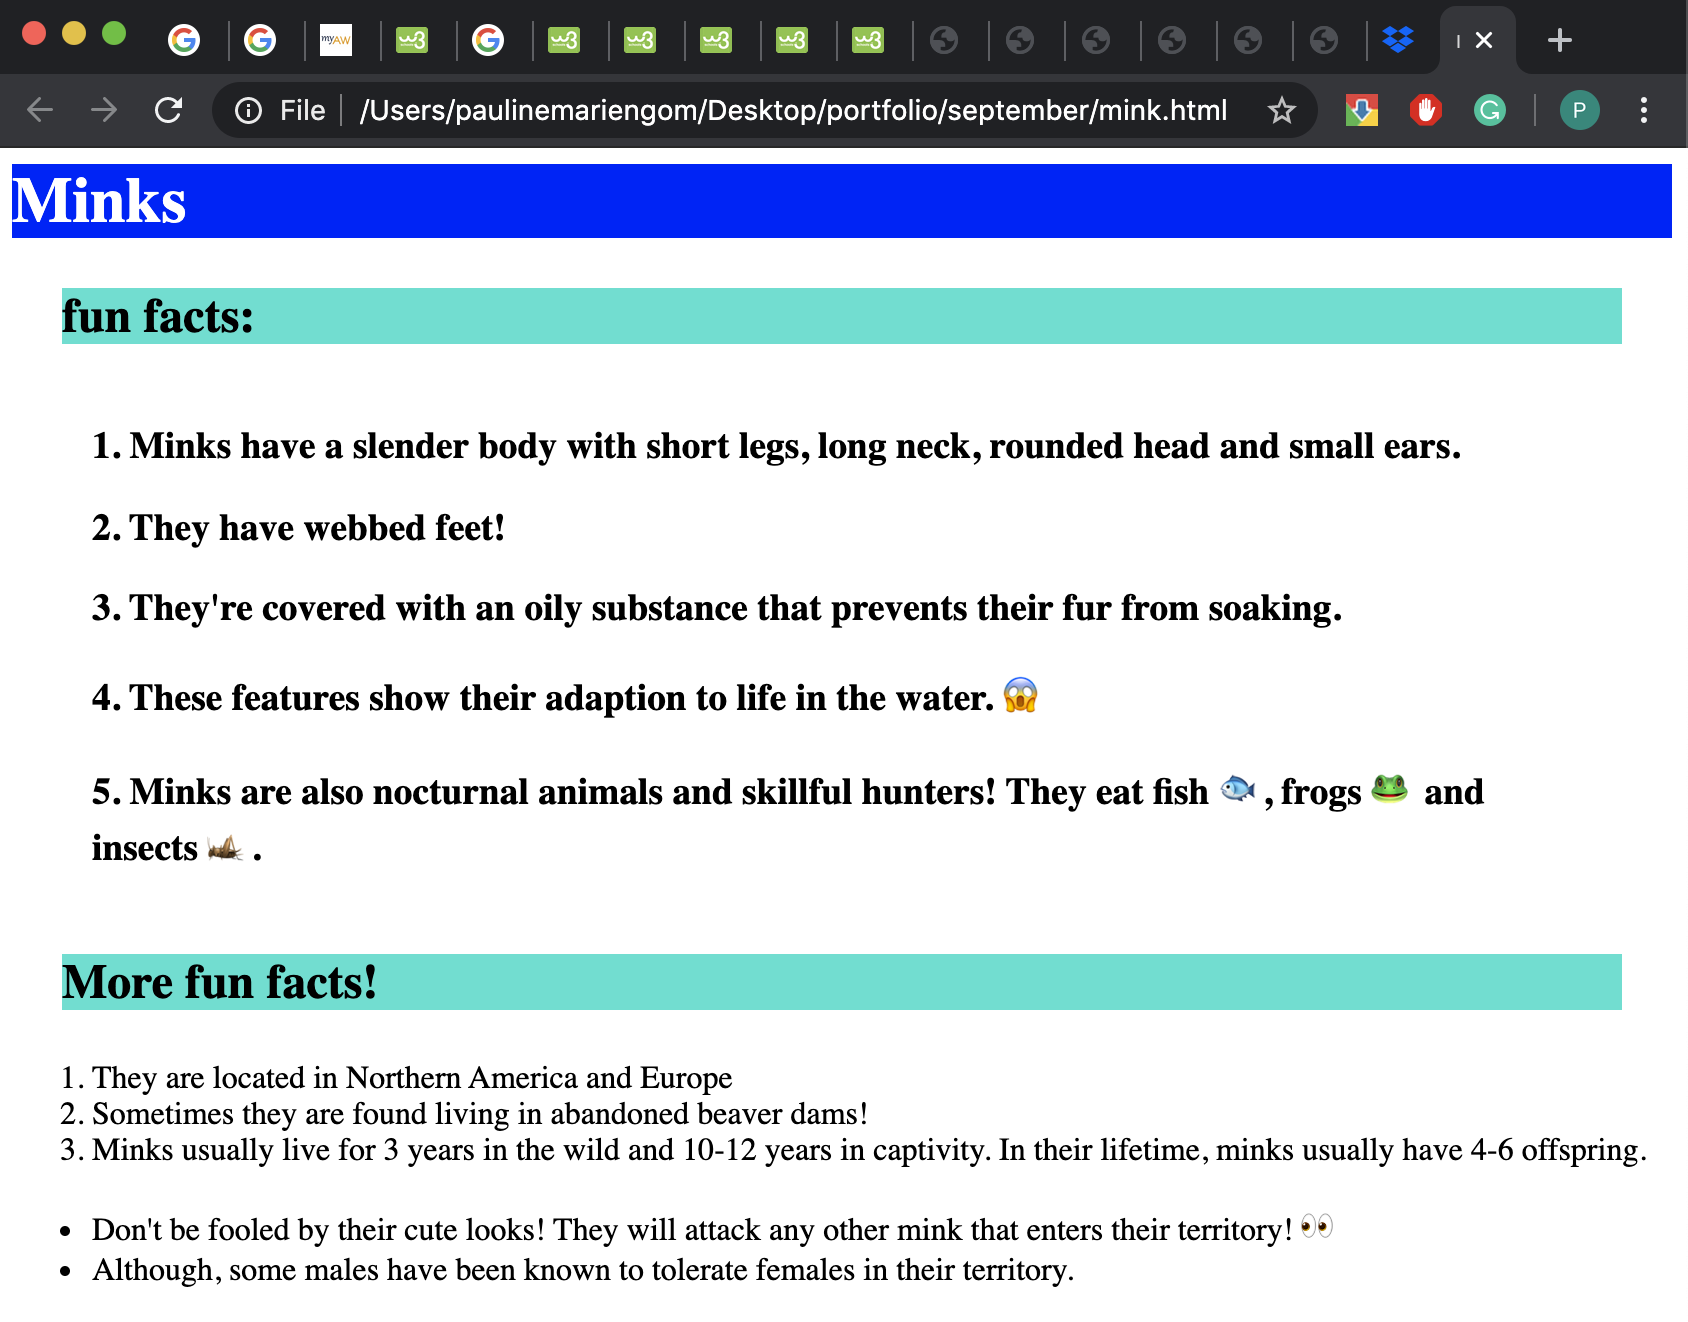 myAW
File /Users/paulinemariengom/Desktop/portfolio/september/mink.html
P
Minks
fun facts:
1. Minks have a slender body with short legs, long neck, rounded head and small ears.
2. They have webbed feet!
3. They're covered with an oily substance that prevents their fur from soaking.
4. These features show their adaption to life in the water. 😱
5. Minks are also nocturnal animals and skillful hunters! They eat fish 🐟 , frogs 🐸 and
insects 🦗 .
More fun facts!
1. They are located in Northern America and Europe
2. Sometimes they are found living in abandoned beaver dams!
3. Minks usually live for 3 years in the wild and 10-12 years in captivity. In their lifetime, minks usually have 4-6 offspring.
• Don't be fooled by their cute looks! They will attack any other mink that enters their territory! 👀
• Although, some males have been known to tolerate females in their territory.